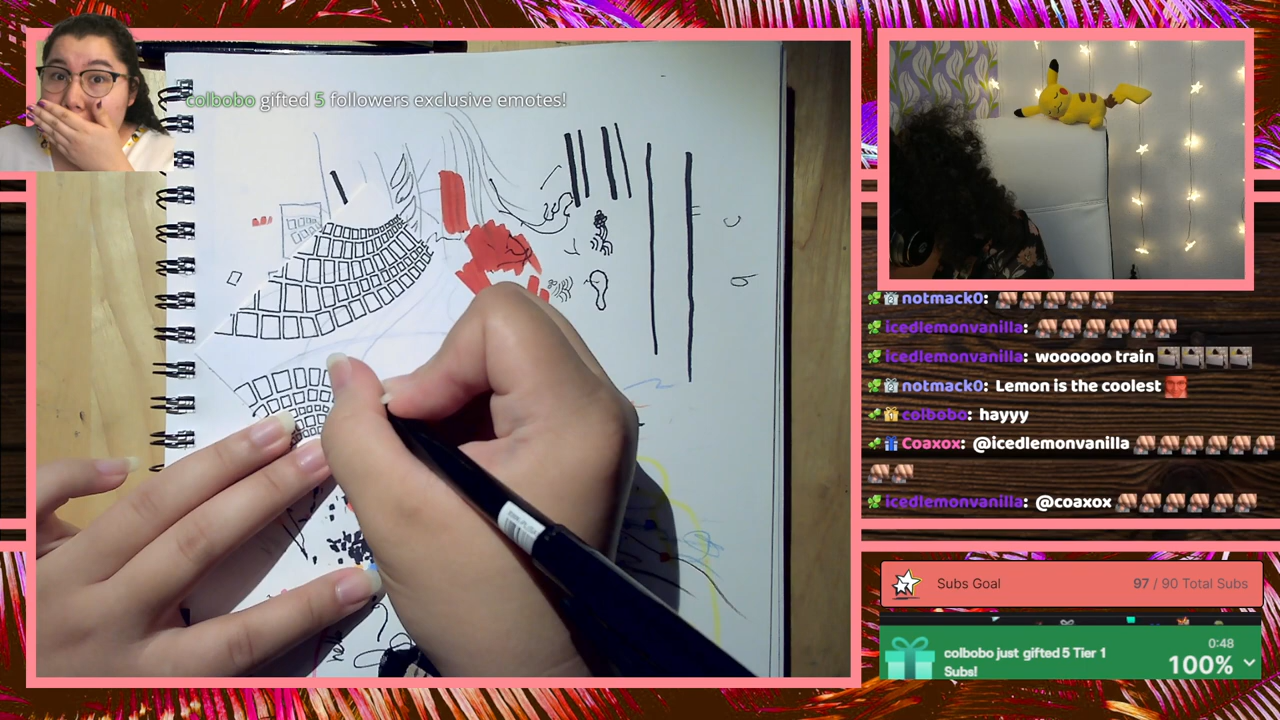 colbobo gifted 5 followers exclusive emotes!
notmack0:
icedlemonvanilla:
icedlemonvanilla: woooooo train
notmack0: Lemon is the coolest
colbobo: hayyy
Coaxox: @icedlemonvanilla
icedlemonvanilla: @coaxox
Subs Goal 97 / 90 Total Subs
colbobo just gifted 5 Tier 1
Subs!
0:48
100%
hello